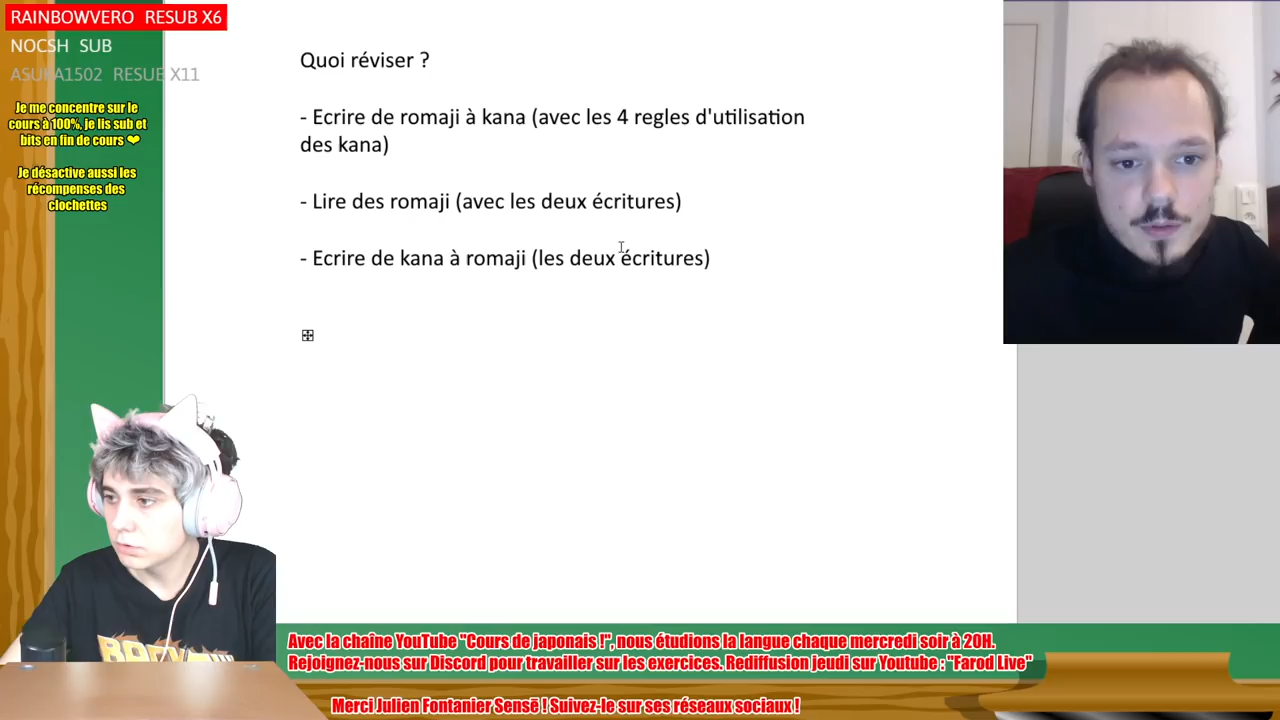 RAINBOWVERO RESUB X6
NOCSH SUB
ASUKA1502 RESUB X11
Je me concentre sur le
cours à 100%, je lis sub et
bits en fin de cours ❤
Je désactive aussi les
récompenses des
clochettes
Quoi réviser ?
- Ecrire de romaji à kana (avec les 4 regles d'utilisation
des kana)
- Lire des romaji (avec les deux écritures)
- Ecrire de kana à romaji (les deux écritures)
Avec la chaîne YouTube "Cours de japonais !", nous étudions la langue chaque mercredi soir à 20H.
Rejoignez-nous sur Discord pour travailler sur les exercices. Rediffusion jeudi sur Youtube : "Farod Live"
Merci Julien Fontanier Sensē ! Suivez-le sur ses réseaux sociaux !